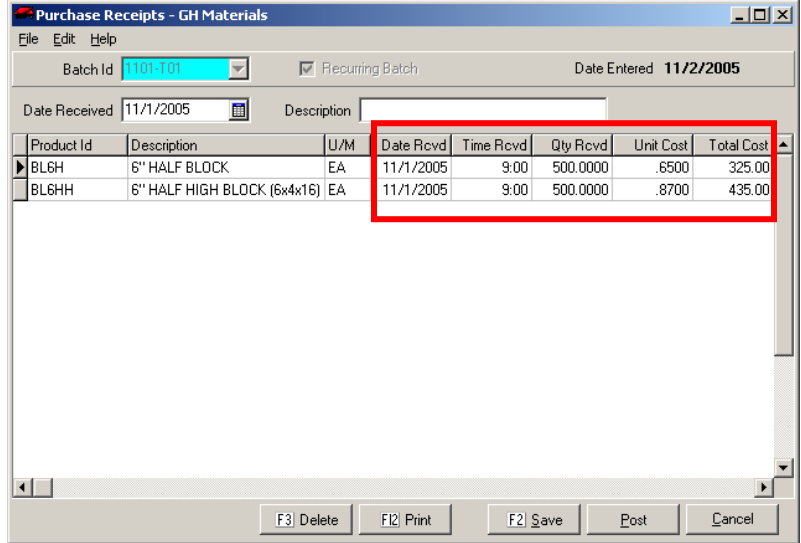 Purchase Receipts - GH Materials
File Edit Help
Batch Id 1101-T01 Recurring Batch Date Entered 11/2/2005
Date Received 11/1/2005 Description
Product Id Description U/M Date Rcvd Time Rcvd Qty Rcvd Unit Cost Total Cost
BL6H 6" HALF BLOCK EA 11/1/2005 9:00 500.0000 .6500 325.00
BL6HH 6" HALF HIGH BLOCK (6x4x16) EA 11/1/2005 9:00 500.0000 .8700 435.00
F3 Delete F12 Print F2 Save Post Cancel